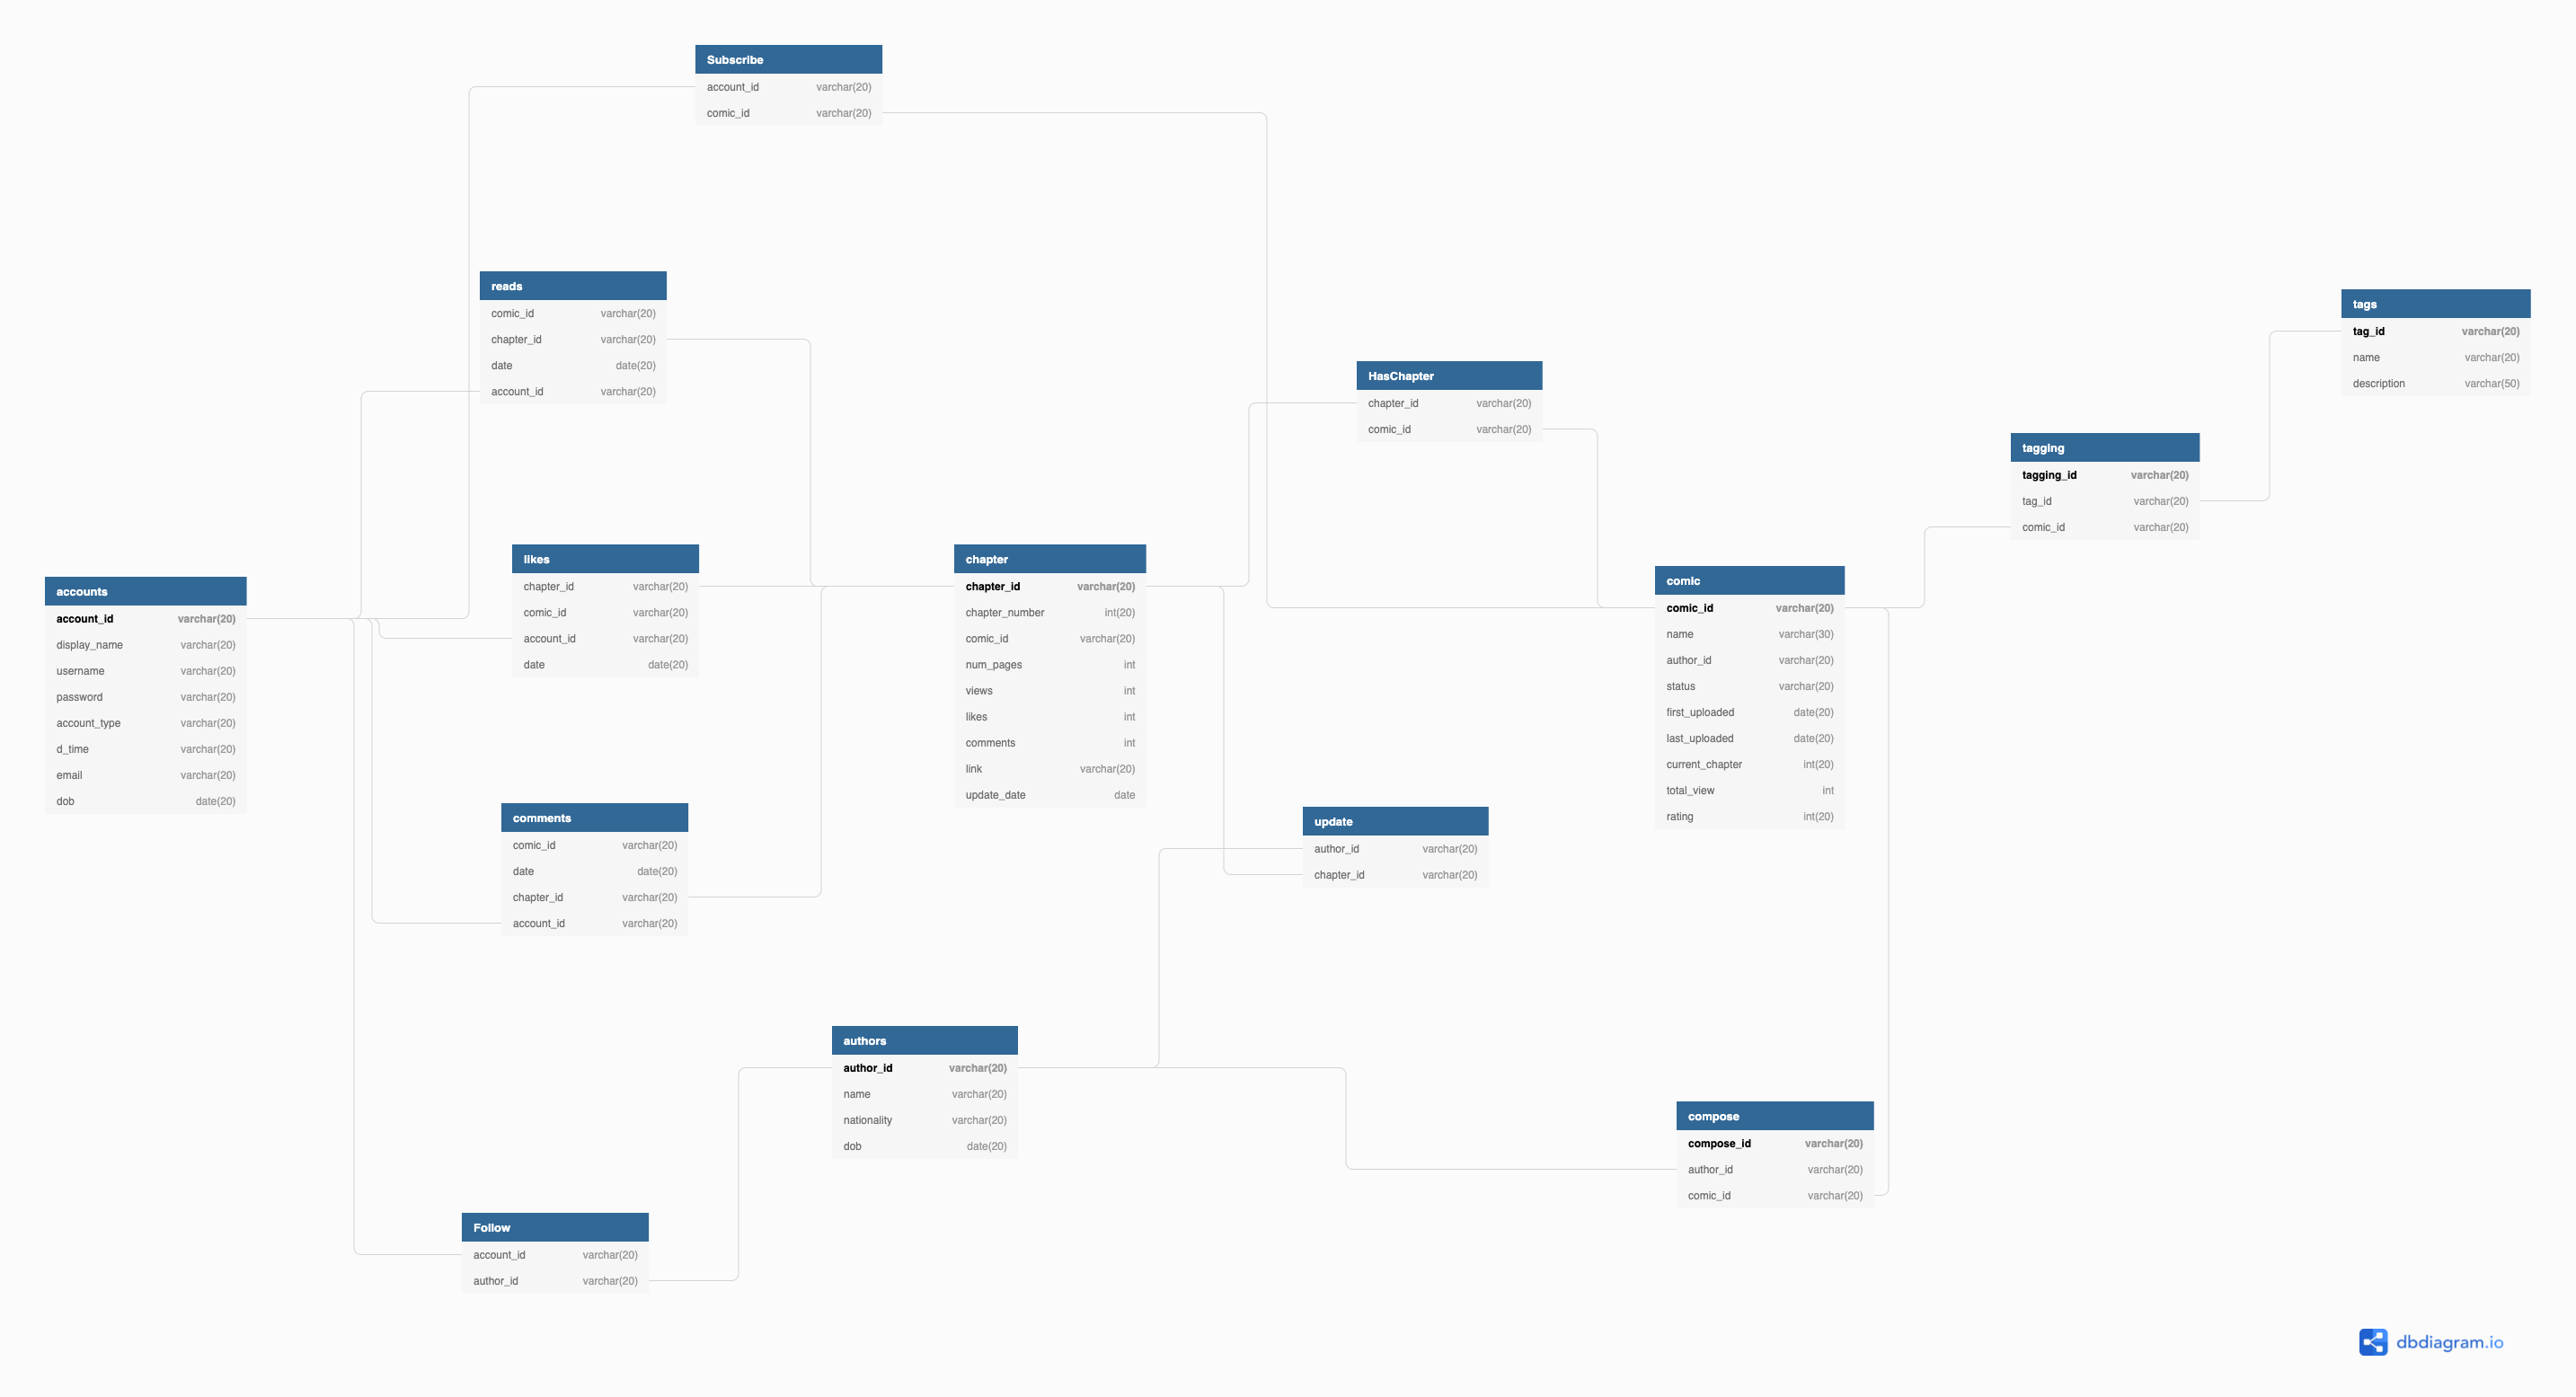 Subscribe
account_id varchar(20)
comic_id varchar(20)
reads
comic_id varchar(20)
chapter_id varchar(20)
date date(20)
account_id varchar(20)
tags
tag_id varchar(20)
name varchar(20)
description varchar(50)
HasChapter
chapter_id varchar(20)
comic_id varchar(20)
tagging
tagging_id varchar(20)
tag_id varchar(20)
comic_id varchar(20)
likes
chapter_id varchar(20)
comic_id varchar(20)
account_id varchar(20)
date date(20)
chapter
chapter_id varchar(20)
chapter_number int(20)
comic_id varchar(20)
num_pages int
views int
likes int
comments int
link varchar(20)
update_date date
comic
comic_id varchar(20)
name varchar(30)
author_id varchar(20)
status varchar(20)
first_uploaded date(20)
last_uploaded date(20)
current_chapter int(20)
total_view int
rating int(20)
accounts
account_id varchar(20)
display_name varchar(20)
username varchar(20)
password varchar(20)
account_type varchar(20)
d_time varchar(20)
email varchar(20)
dob date(20)
comments
comic_id varchar(20)
date date(20)
chapter_id varchar(20)
account_id varchar(20)
update
author_id varchar(20)
chapter_id varchar(20)
authors
author_id varchar(20)
name varchar(20)
nationality varchar(20)
dob date(20)
compose
compose_id varchar(20)
author_id varchar(20)
comic_id varchar(20)
Follow
account_id varchar(20)
author_id varchar(20)
dbdiagram.io